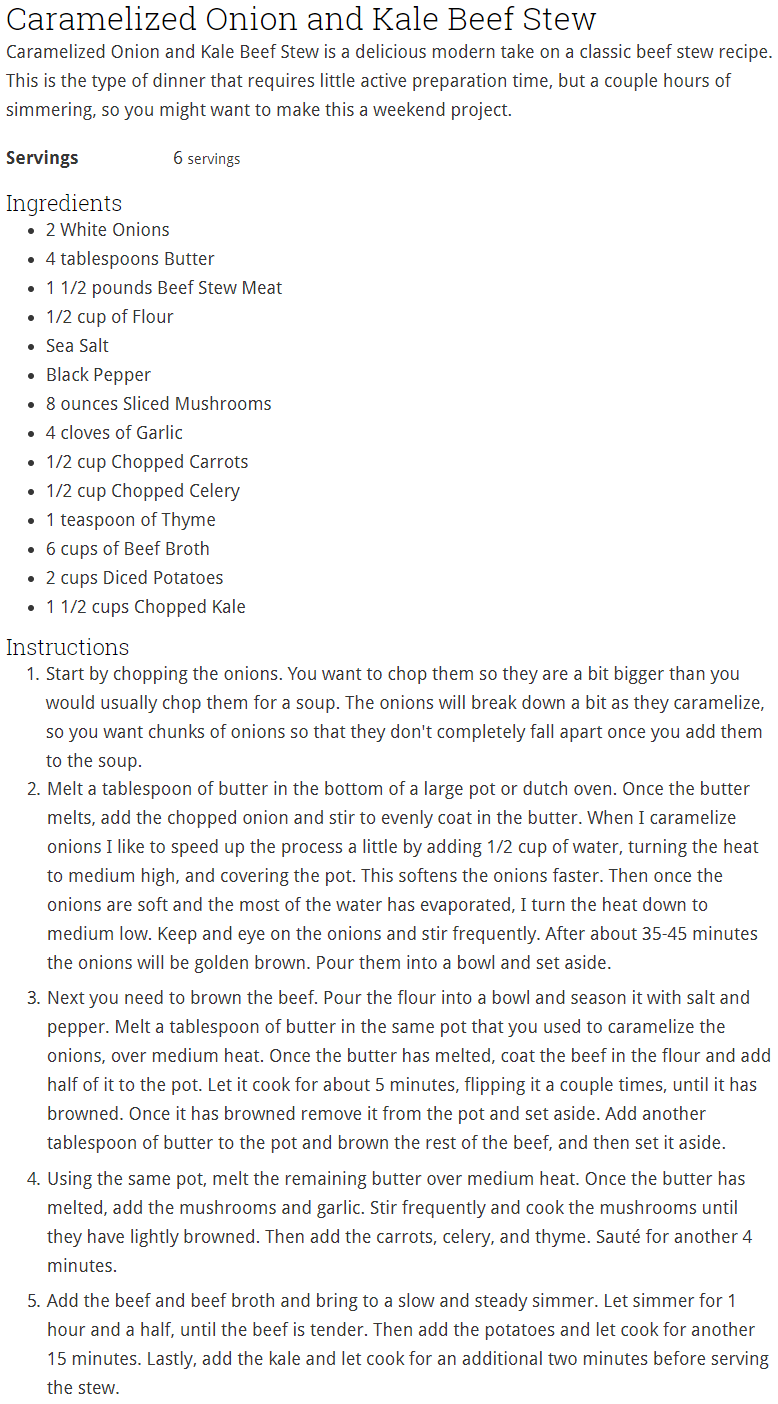 Caramelized Onion and Kale Beef Stew
Caramelized Onion and Kale Beef Stew is a delicious modern take on a classic beef stew recipe.
This is the type of dinner that requires little active preparation time, but a couple hours of
simmering, so you might want to make this a weekend project.
Servings 6 servings
Ingredients
• 2 White Onions
• 4 tablespoons Butter
• 1 1/2 pounds Beef Stew Meat
• 1/2 cup of Flour
• Sea Salt
• Black Pepper
• 8 ounces Sliced Mushrooms
• 4 cloves of Garlic
• 1/2 cup Chopped Carrots
• 1/2 cup Chopped Celery
• 1 teaspoon of Thyme
• 6 cups of Beef Broth
• 2 cups Diced Potatoes
• 1 1/2 cups Chopped Kale
Instructions
1. Start by chopping the onions. You want to chop them so they are a bit bigger than you
would usually chop them for a soup. The onions will break down a bit as they caramelize,
so you want chunks of onions so that they don't completely fall apart once you add them
to the soup.
2. Melt a tablespoon of butter in the bottom of a large pot or dutch oven. Once the butter
melts, add the chopped onion and stir to evenly coat in the butter. When I caramelize
onions I like to speed up the process a little by adding 1/2 cup of water, turning the heat
to medium high, and covering the pot. This softens the onions faster. Then once the
onions are soft and the most of the water has evaporated, I turn the heat down to
medium low. Keep and eye on the onions and stir frequently. After about 35-45 minutes
the onions will be golden brown. Pour them into a bowl and set aside.
3. Next you need to brown the beef. Pour the flour into a bowl and season it with salt and
pepper. Melt a tablespoon of butter in the same pot that you used to caramelize the
onions, over medium heat. Once the butter has melted, coat the beef in the flour and add
half of it to the pot. Let it cook for about 5 minutes, flipping it a couple times, until it has
browned. Once it has browned remove it from the pot and set aside. Add another
tablespoon of butter to the pot and brown the rest of the beef, and then set it aside.
4. Using the same pot, melt the remaining butter over medium heat. Once the butter has
melted, add the mushrooms and garlic. Stir frequently and cook the mushrooms until
they have lightly browned. Then add the carrots, celery, and thyme. Sauté for another 4
minutes.
5. Add the beef and beef broth and bring to a slow and steady simmer. Let simmer for 1
hour and a half, until the beef is tender. Then add the potatoes and let cook for another
15 minutes. Lastly, add the kale and let cook for an additional two minutes before serving
the stew.